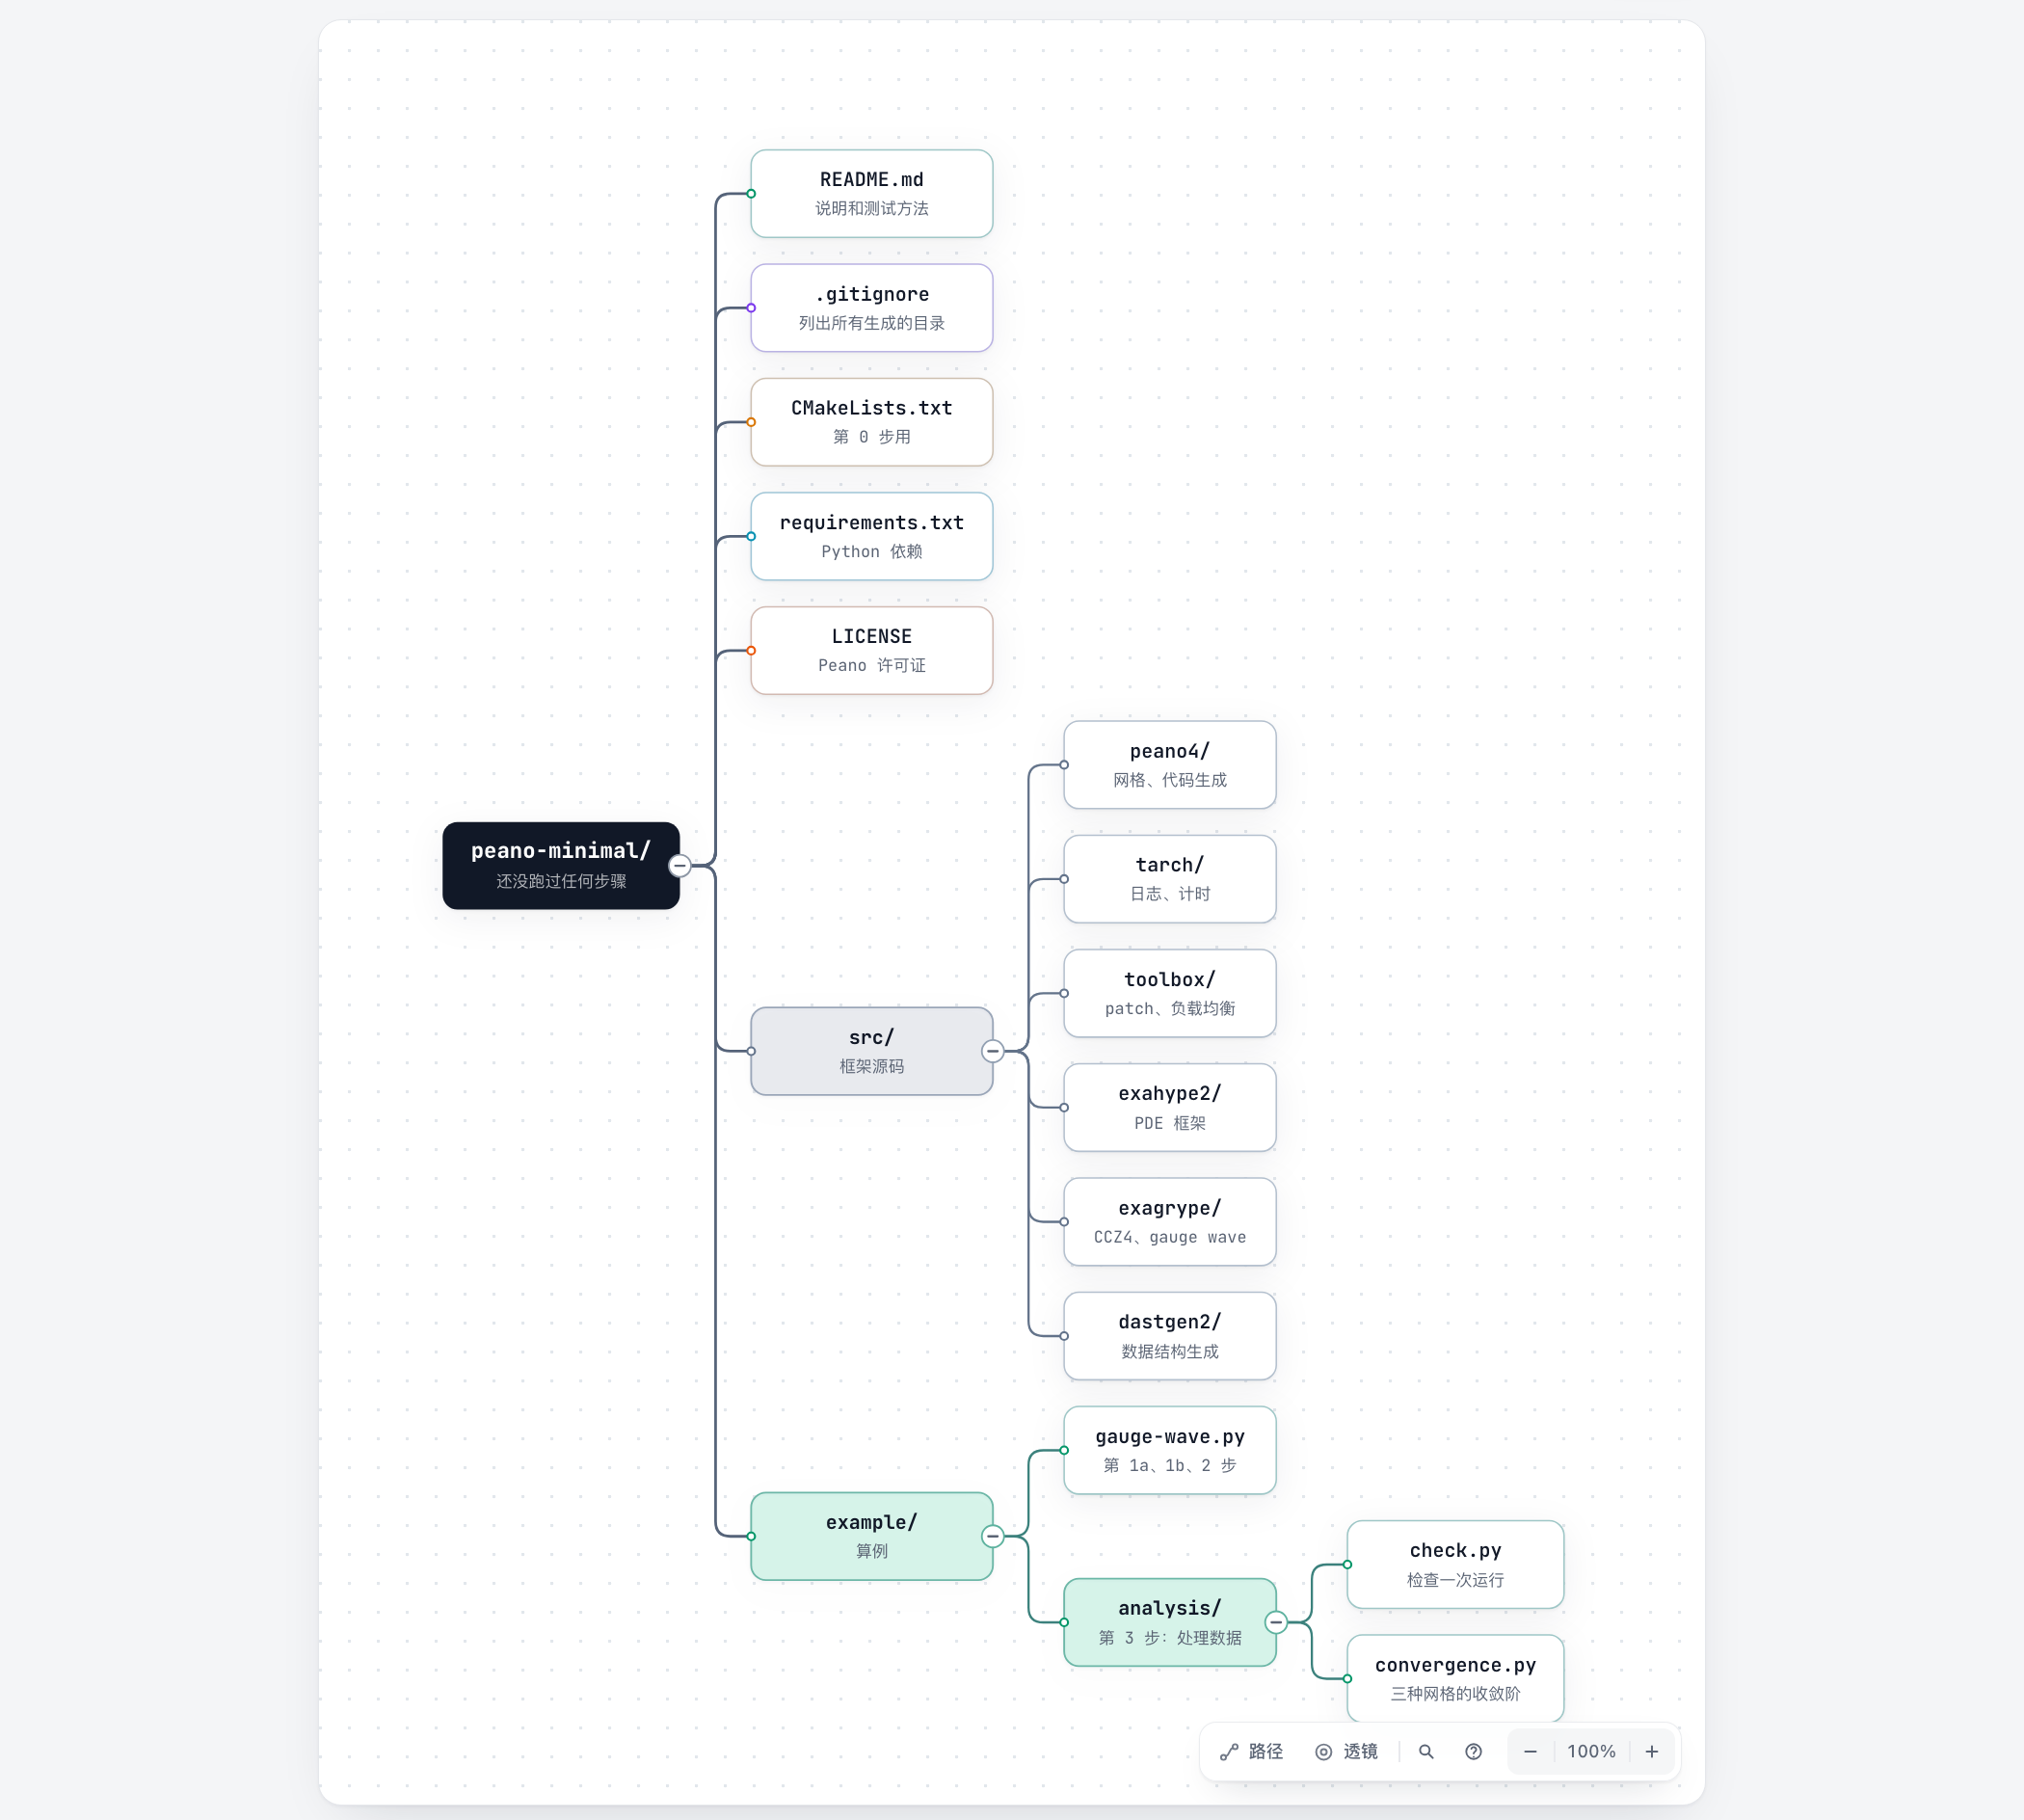 README.md
说明和测试方法
.gitignore
列出所有生成的目录
CMakeLists.txt
第 0 步用
requirements.txt
Python 依赖
LICENSE
Peano 许可证
peano-minimal/
还没跑过任何步骤
src/
框架源码
peano4/
网格、代码生成
tarch/
日志、计时
toolbox/
patch、负载均衡
exahype2/
PDE 框架
exagrype/
CCZ4、gauge wave
dastgen2/
数据结构生成
example/
算例
gauge-wave.py
第 1a、1b、2 步
analysis/
第 3 步: 处理数据
check.py
检查一次运行
convergence.py
三种网格的收敛阶
路径 透镜 100%